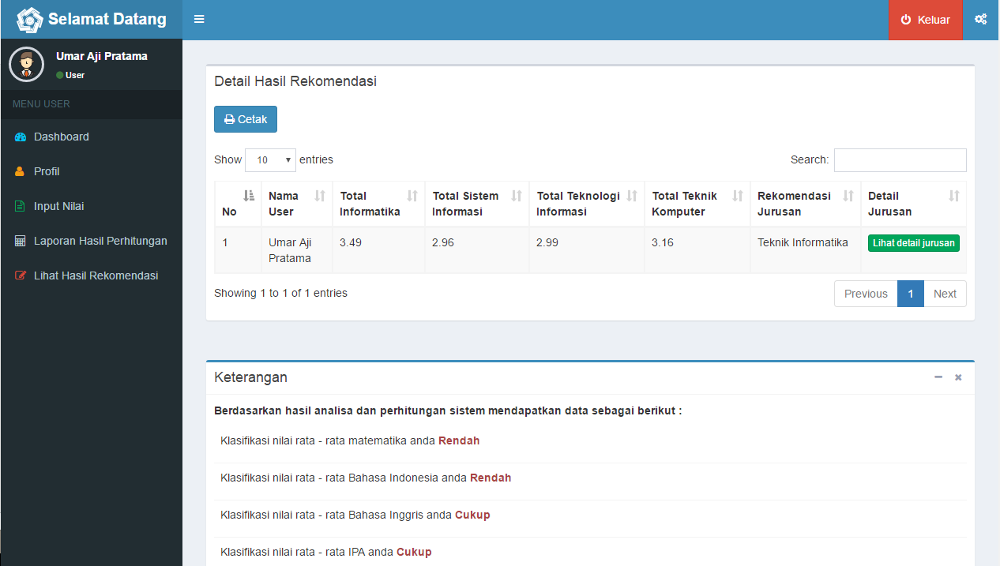 Selamat Datang
Keluar
Umar Aji Pratama
User
MENU USER
Dashboard
Profil
Input Nilai
Laporan Hasil Perhitungan
Lihat Hasil Rekomendasi
Detail Hasil Rekomendasi
Cetak
Show 10 entries
Search:
No
Nama User
Total Informatika
Total Sistem Informasi
Total Teknologi Informasi
Total Teknik Komputer
Rekomendasi Jurusan
Detail Jurusan
1
Umar Aji Pratama
3.49
2.96
2.99
3.16
Teknik Informatika
Lihat detail jurusan
Showing 1 to 1 of 1 entries
Previous 1 Next
Keterangan
Berdasarkan hasil analisa dan perhitungan sistem mendapatkan data sebagai berikut :
Klasifikasi nilai rata - rata matematika anda Rendah
Klasifikasi nilai rata - rata Bahasa Indonesia anda Rendah
Klasifikasi nilai rata - rata Bahasa Inggris anda Cukup
Klasifikasi nilai rata - rata IPA anda Cukup